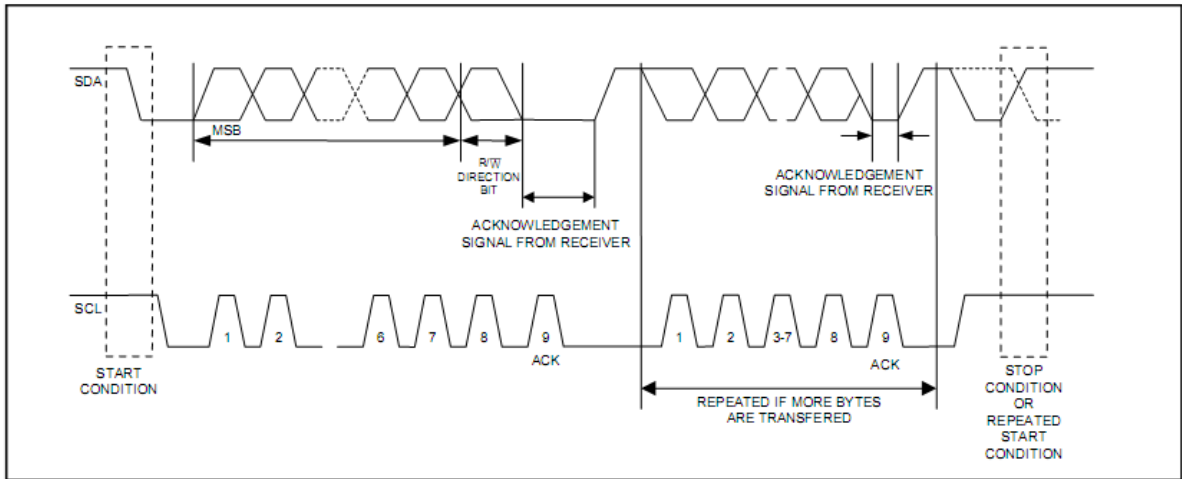 SDA
MSB
R/W
DIRECTION
BIT
ACKNOWLEDGEMENT
SIGNAL FROM RECEIVER
ACKNOWLEDGEMENT
SIGNAL FROM RECEIVER
SCL
1
2
6
7
8
9
ACK
1
2
3-7
8
9
ACK
START
CONDITION
REPEATED IF MORE BYTES
ARE TRANSFERED
STOP
CONDITION
OR
REPEATED
START
CONDITION